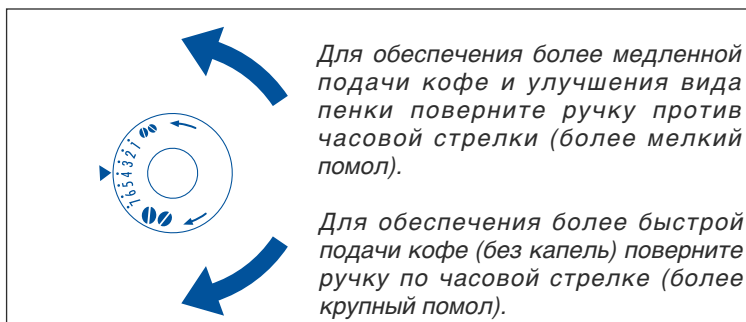 Для обеспечения более медленной
подачи кофе и улучшения вида
пенки поверните ручку против
часовой стрелки (более мелкий
помол).
7654321
Для обеспечения более быстрой
подачи кофе (без капель) поверните
ручку по часовой стрелке (более
крупный помол).